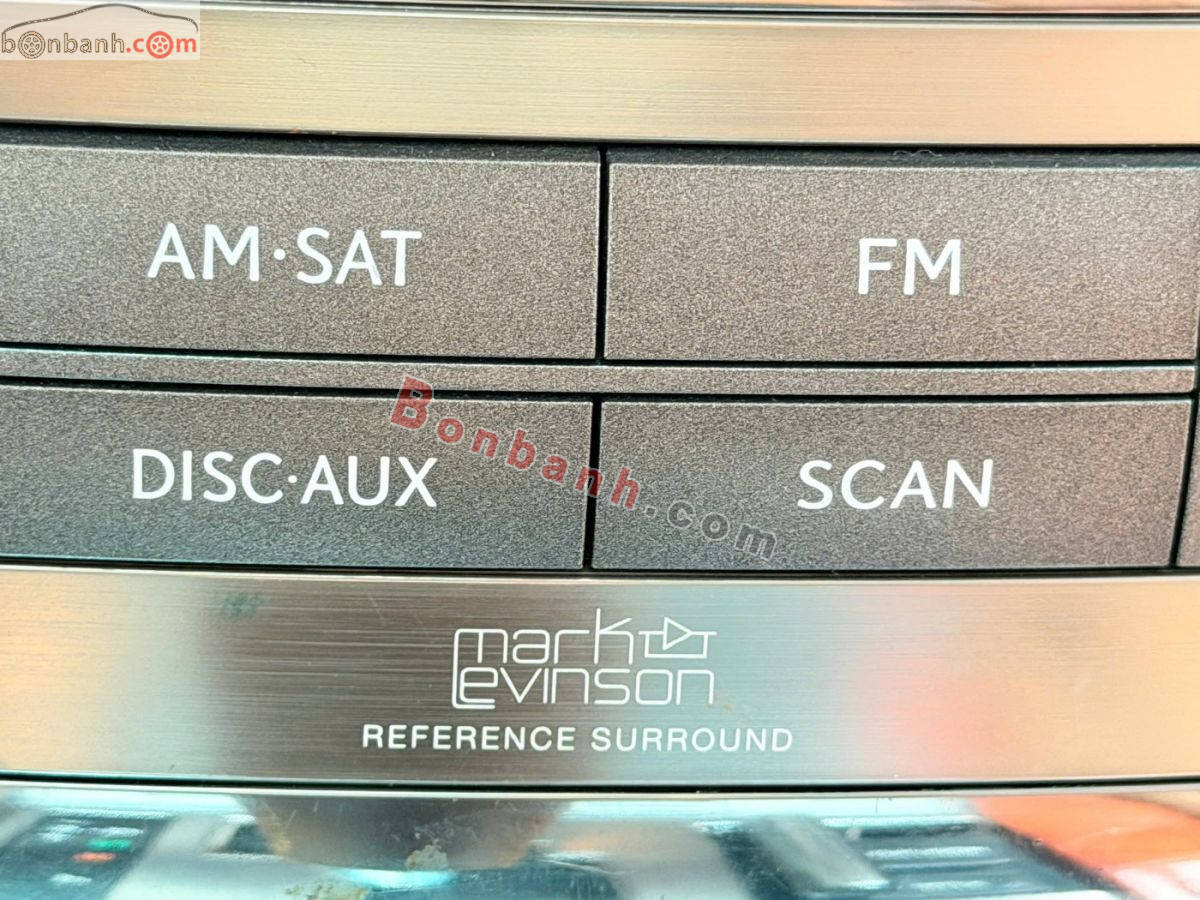 bonbanh.com
AM·SAT
FM
DISC·AUX
SCAN
Bonbanh.com
mark
Levinson
REFERENCE SURROUND